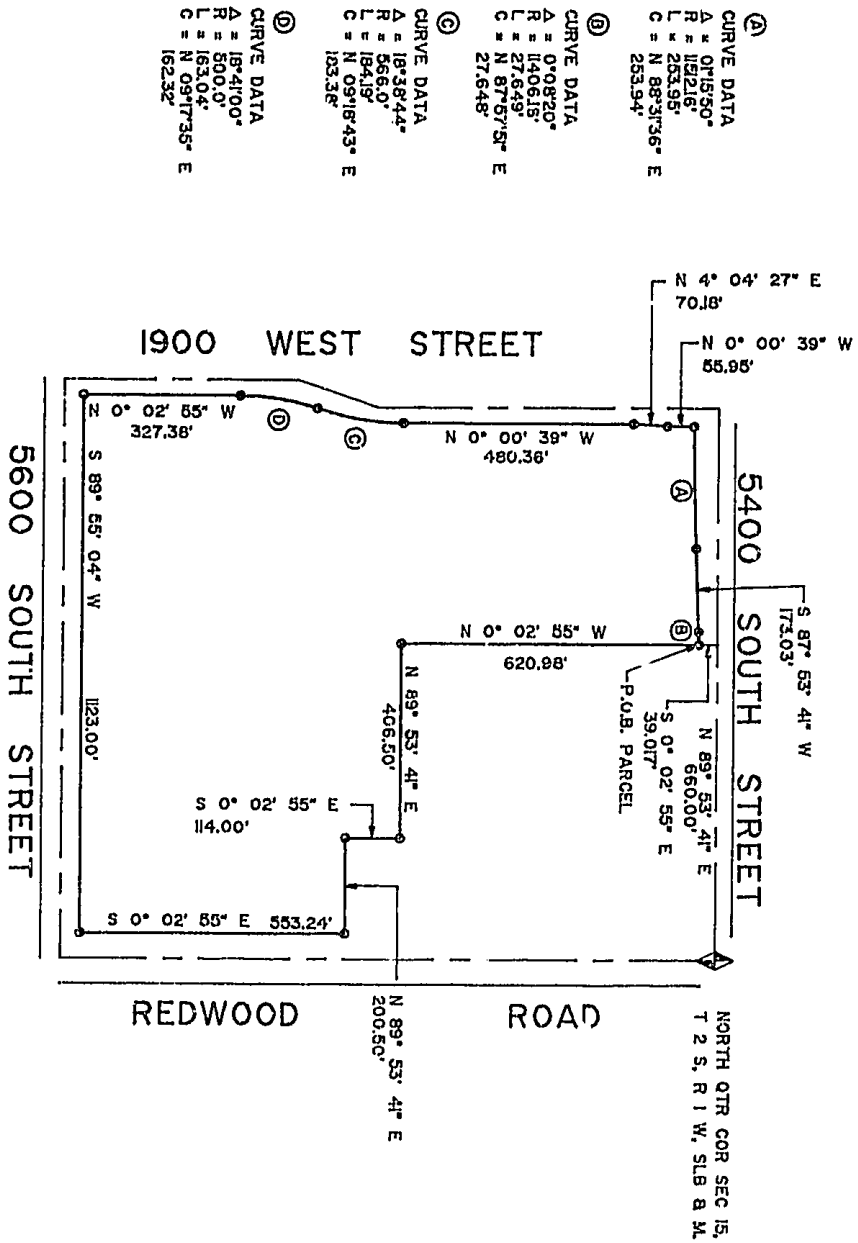 Ⓐ
CURVE DATA
Δ = 01°15'50"
R = 11512.16'
L = 253.95'
C = N 88°31'36" E
253.94'
Ⓑ
CURVE DATA
Δ = 0°08'20"
R = 11406.15'
L = 27.649'
C = N 87°57'51" E
27.648'
Ⓒ
CURVE DATA
Δ = 18°38'44"
R = 566.0'
L = 184.19'
C = N 09°18'43" E
183.38'
Ⓓ
CURVE DATA
Δ = 18°41'00"
R = 500.0'
L = 163.04'
C = N 09°17'35" E
162.32'
N 4° 04' 27" E
70.18'
N 0° 00' 39" W
55.95'
1900 WEST STREET
N 0° 02' 55" W
327.38'
Ⓓ
Ⓒ
N 0° 00' 39" W
480.36'
Ⓐ
Ⓑ
5400 SOUTH STREET
S 87° 53' 41" W
173.03'
N 89° 53' 41" E
660.00'
S 0° 02' 55" E
39.017'
P.O.B. PARCEL
N 0° 02' 55" W
620.98'
N 89° 53' 41" E
406.50'
S 0° 02' 55" E
114.00'
S 89° 55' 04" W 1123.00'
5600 SOUTH STREET
S 0° 02' 55" E 553.24'
N 89° 53' 41" E
200.50'
REDWOOD ROAD
NORTH QTR COR SEC 15,
T 2 S, R 1 W, SLB & M.